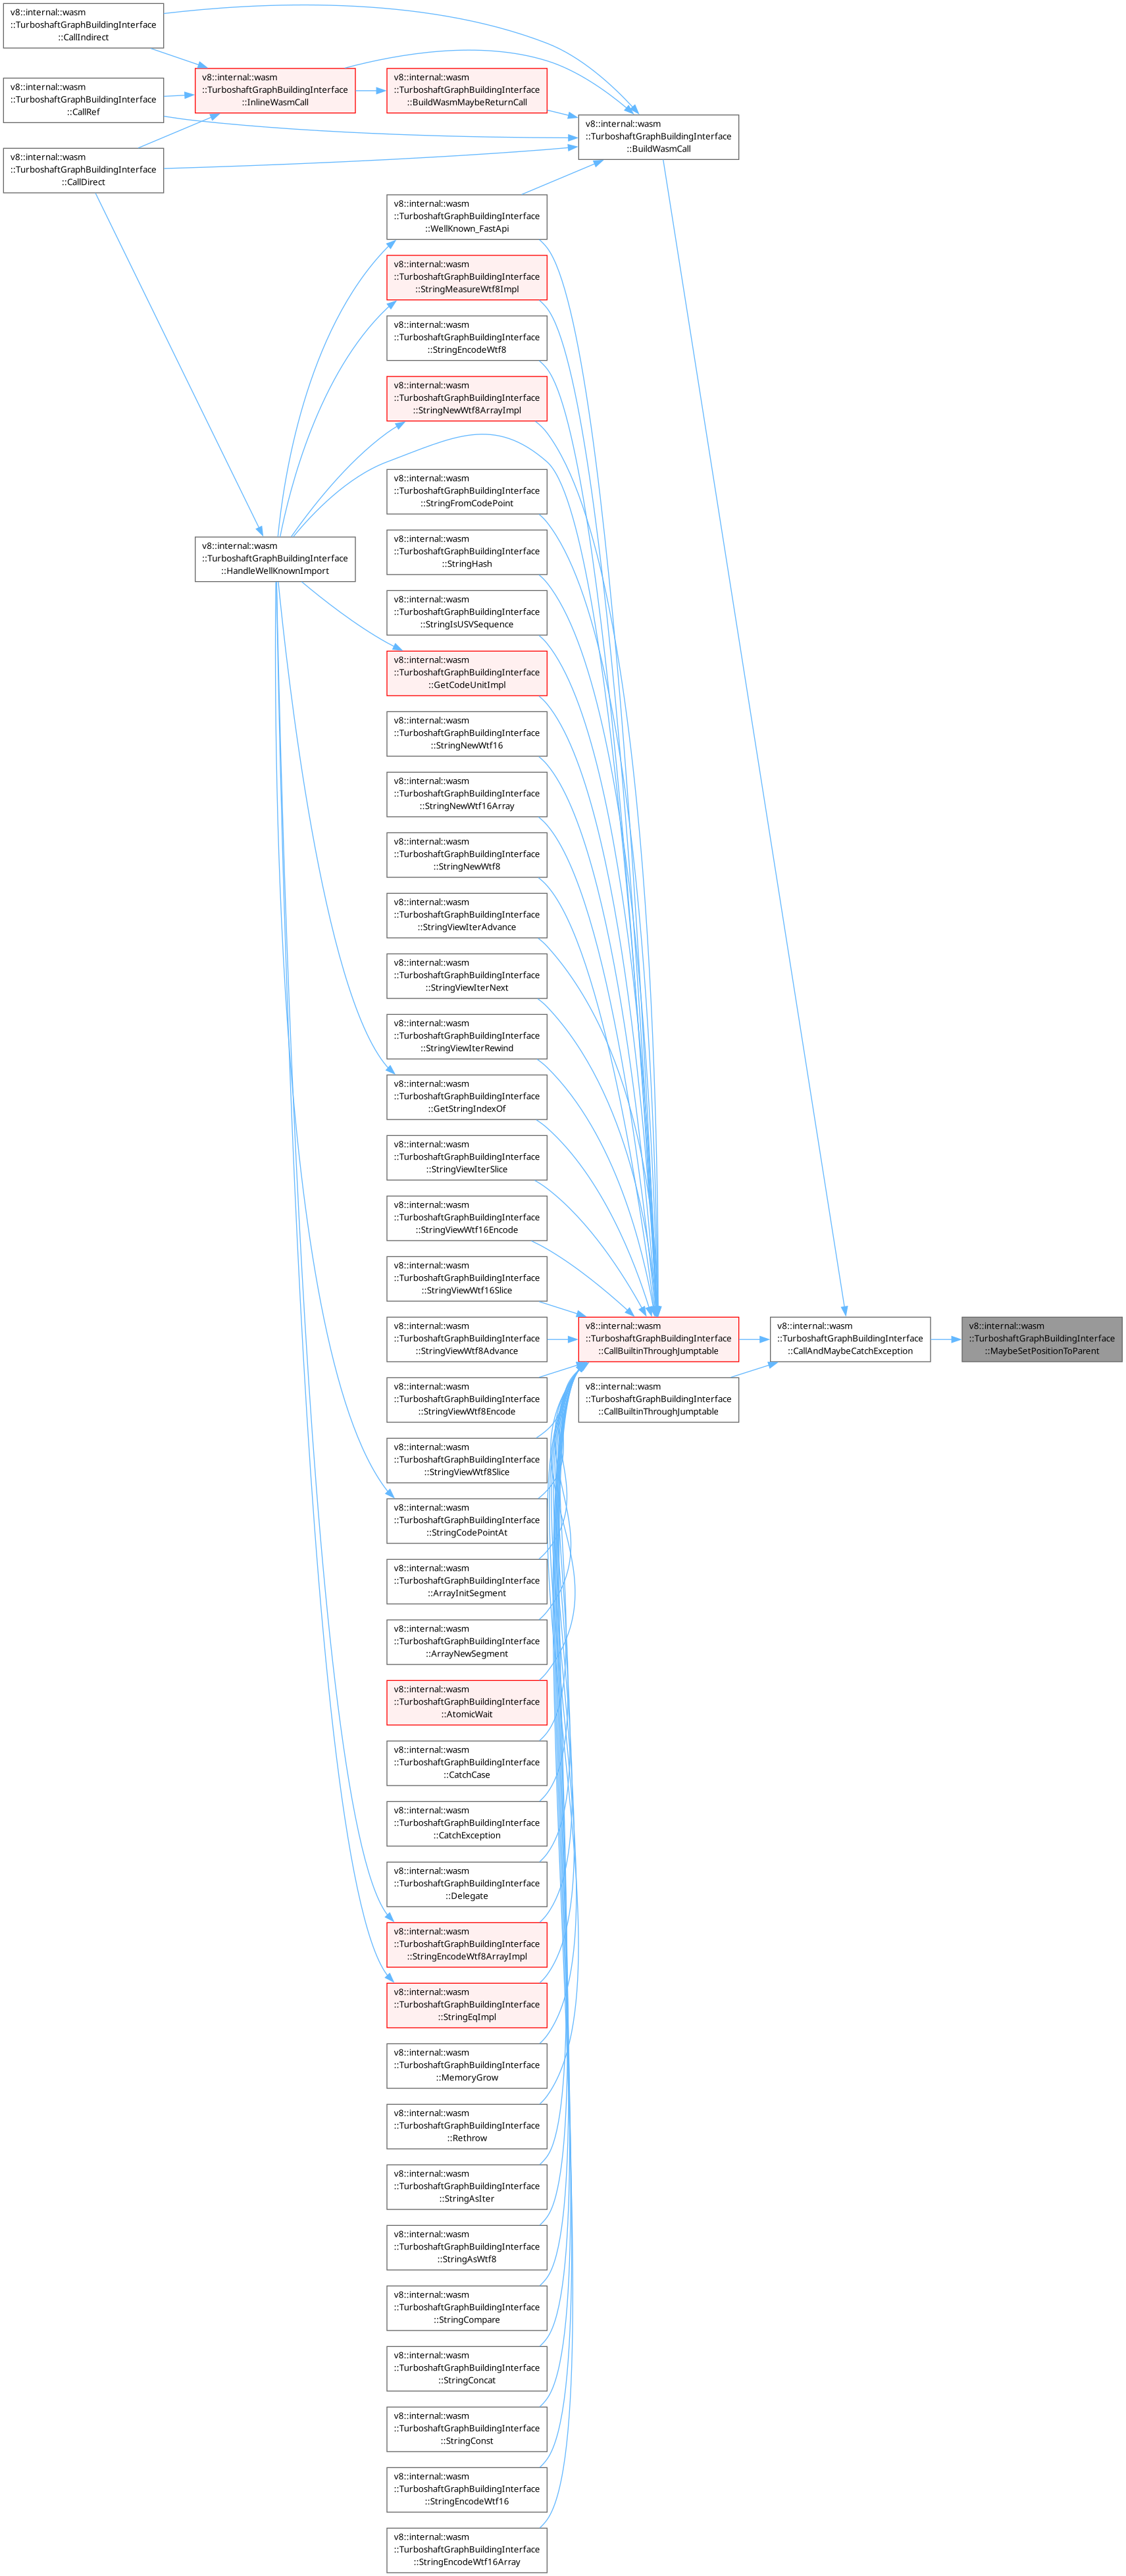 v8::internal::wasm
::TurboshaftGraphBuildingInterface
::CallIndirect
v8::internal::wasm
::TurboshaftGraphBuildingInterface
::CallRef
v8::internal::wasm
::TurboshaftGraphBuildingInterface
::CallDirect
v8::internal::wasm
::TurboshaftGraphBuildingInterface
::InlineWasmCall
v8::internal::wasm
::TurboshaftGraphBuildingInterface
::HandleWellKnownImport
v8::internal::wasm
::TurboshaftGraphBuildingInterface
::BuildWasmMaybeReturnCall
v8::internal::wasm
::TurboshaftGraphBuildingInterface
::WellKnown_FastApi
v8::internal::wasm
::TurboshaftGraphBuildingInterface
::StringMeasureWtf8Impl
v8::internal::wasm
::TurboshaftGraphBuildingInterface
::StringEncodeWtf8
v8::internal::wasm
::TurboshaftGraphBuildingInterface
::StringNewWtf8ArrayImpl
v8::internal::wasm
::TurboshaftGraphBuildingInterface
::StringFromCodePoint
v8::internal::wasm
::TurboshaftGraphBuildingInterface
::StringHash
v8::internal::wasm
::TurboshaftGraphBuildingInterface
::StringIsUSVSequence
v8::internal::wasm
::TurboshaftGraphBuildingInterface
::GetCodeUnitImpl
v8::internal::wasm
::TurboshaftGraphBuildingInterface
::StringNewWtf16
v8::internal::wasm
::TurboshaftGraphBuildingInterface
::StringNewWtf16Array
v8::internal::wasm
::TurboshaftGraphBuildingInterface
::StringNewWtf8
v8::internal::wasm
::TurboshaftGraphBuildingInterface
::StringViewIterAdvance
v8::internal::wasm
::TurboshaftGraphBuildingInterface
::StringViewIterNext
v8::internal::wasm
::TurboshaftGraphBuildingInterface
::StringViewIterRewind
v8::internal::wasm
::TurboshaftGraphBuildingInterface
::GetStringIndexOf
v8::internal::wasm
::TurboshaftGraphBuildingInterface
::StringViewIterSlice
v8::internal::wasm
::TurboshaftGraphBuildingInterface
::StringViewWtf16Encode
v8::internal::wasm
::TurboshaftGraphBuildingInterface
::StringViewWtf16Slice
v8::internal::wasm
::TurboshaftGraphBuildingInterface
::StringViewWtf8Advance
v8::internal::wasm
::TurboshaftGraphBuildingInterface
::StringViewWtf8Encode
v8::internal::wasm
::TurboshaftGraphBuildingInterface
::StringViewWtf8Slice
v8::internal::wasm
::TurboshaftGraphBuildingInterface
::StringCodePointAt
v8::internal::wasm
::TurboshaftGraphBuildingInterface
::ArrayInitSegment
v8::internal::wasm
::TurboshaftGraphBuildingInterface
::ArrayNewSegment
v8::internal::wasm
::TurboshaftGraphBuildingInterface
::AtomicWait
v8::internal::wasm
::TurboshaftGraphBuildingInterface
::CatchCase
v8::internal::wasm
::TurboshaftGraphBuildingInterface
::CatchException
v8::internal::wasm
::TurboshaftGraphBuildingInterface
::Delegate
v8::internal::wasm
::TurboshaftGraphBuildingInterface
::StringEncodeWtf8ArrayImpl
v8::internal::wasm
::TurboshaftGraphBuildingInterface
::StringEqImpl
v8::internal::wasm
::TurboshaftGraphBuildingInterface
::MemoryGrow
v8::internal::wasm
::TurboshaftGraphBuildingInterface
::Rethrow
v8::internal::wasm
::TurboshaftGraphBuildingInterface
::StringAsIter
v8::internal::wasm
::TurboshaftGraphBuildingInterface
::StringAsWtf8
v8::internal::wasm
::TurboshaftGraphBuildingInterface
::StringCompare
v8::internal::wasm
::TurboshaftGraphBuildingInterface
::StringConcat
v8::internal::wasm
::TurboshaftGraphBuildingInterface
::StringConst
v8::internal::wasm
::TurboshaftGraphBuildingInterface
::StringEncodeWtf16
v8::internal::wasm
::TurboshaftGraphBuildingInterface
::StringEncodeWtf16Array
v8::internal::wasm
::TurboshaftGraphBuildingInterface
::BuildWasmCall
v8::internal::wasm
::TurboshaftGraphBuildingInterface
::CallBuiltinThroughJumptable
v8::internal::wasm
::TurboshaftGraphBuildingInterface
::CallBuiltinThroughJumptable
v8::internal::wasm
::TurboshaftGraphBuildingInterface
::CallAndMaybeCatchException
v8::internal::wasm
::TurboshaftGraphBuildingInterface
::MaybeSetPositionToParent